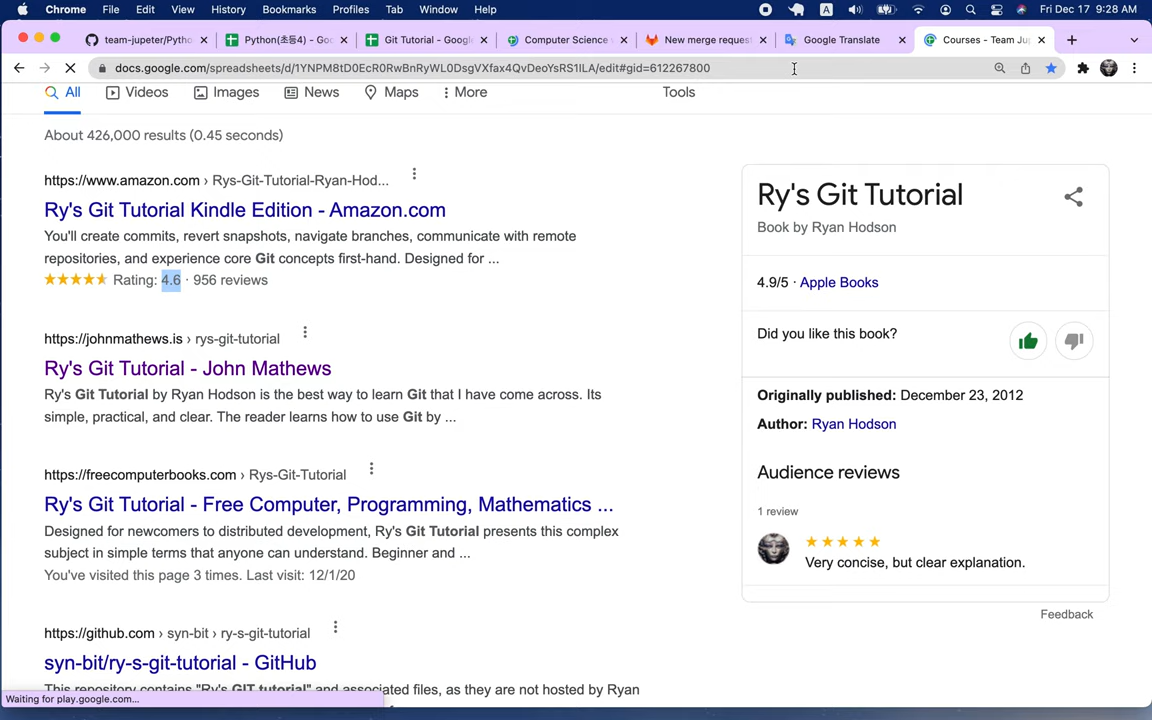 Chrome File Edit View History Bookmarks Profiles Tab Window Help A Fri Dec 17 9:28 AM
team-jupeter/Pytho Python(초등4) - Goo Git Tutorial - Google Computer Science New merge reques Google Translate Courses - Team Ju
docs.google.com/spreadsheets/d/1YNPM8tD0EcR0RwBnRyWL0DsgVXfax4QvDeoYsRS1ILA/edit#gid=612267800
All Videos Images News Maps More Tools
About 426,000 results (0.45 seconds)
https://www.amazon.com › Rys-Git-Tutorial-Ryan-Hod...
Ry's Git Tutorial Kindle Edition - Amazon.com
You'll create commits, revert snapshots, navigate branches, communicate with remote
repositories, and experience core Git concepts first-hand. Designed for ...
Rating: 4.6 · 956 reviews
https://johnmathews.is › rys-git-tutorial
Ry's Git Tutorial - John Mathews
Ry's Git Tutorial by Ryan Hodson is the best way to learn Git that I have come across. Its
simple, practical, and clear. The reader learns how to use Git by ...
https://freecomputerbooks.com › Rys-Git-Tutorial
Ry's Git Tutorial - Free Computer, Programming, Mathematics ...
Designed for newcomers to distributed development, Ry's Git Tutorial presents this complex
subject in simple terms that anyone can understand. Beginner and ...
You've visited this page 3 times. Last visit: 12/1/20
https://github.com › syn-bit › ry-s-git-tutorial
syn-bit/ry-s-git-tutorial - GitHub
This repository contains "Ry's GIT tutorial" and associated files, as they are not hosted by Ryan
Waiting for play.google.com...
Ry's Git Tutorial
Book by Ryan Hodson
4.9/5 · Apple Books
Did you like this book?
Originally published: December 23, 2012
Author: Ryan Hodson
Audience reviews
1 review
Very concise, but clear explanation.
Feedback